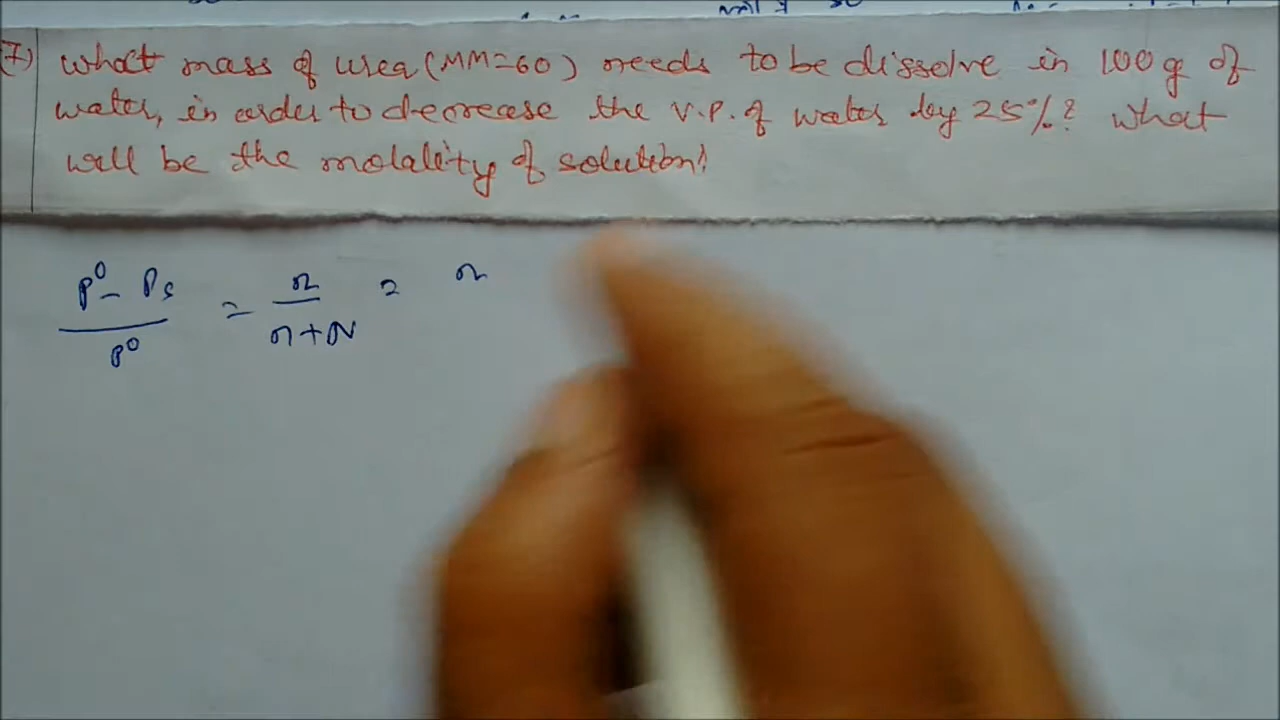 7) What mass of urea (MM=60) needs to be dissolve in 100g of
water, in order to decrease the V.P. of water by 25%? What
will be the molality of solution?
P⁰ - Ps / P⁰ = n / n+N = n